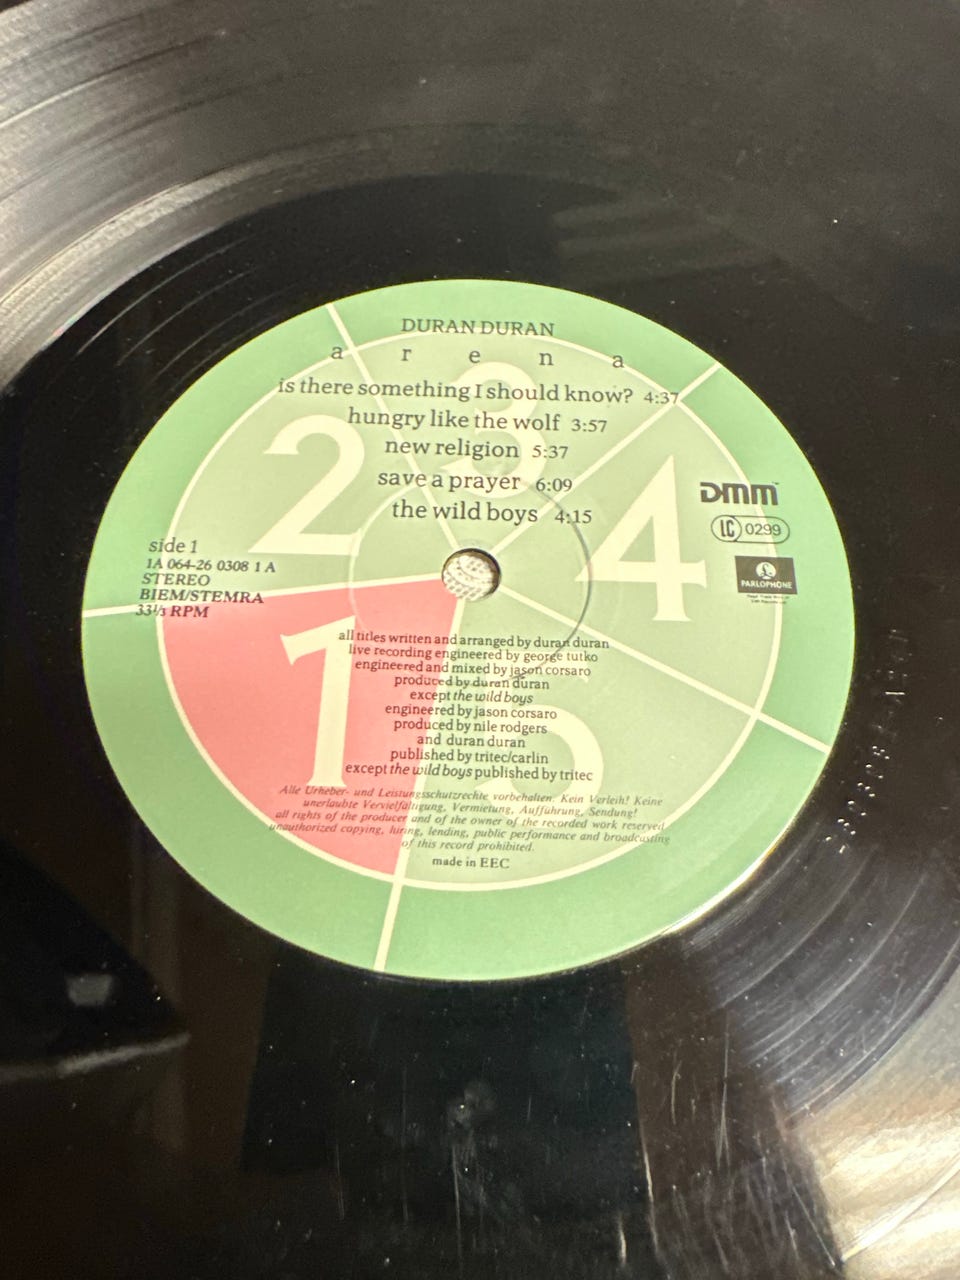 DURAN DURAN
a r e n a
is there something I should know? 4:37
hungry like the wolf 3:57
new religion 5:37
save a prayer 6:09
the wild boys 4:15
2
3
4
1
5
DMM
LC 0299
PARLOPHONE
side 1
1A 064-26 0308 1 A
STEREO
BIEM/STEMRA
33⅓ RPM
all titles written and arranged by duran duran
live recording engineered by george tutko
engineered and mixed by jason corsaro
produced by duran duran
except the wild boys
engineered by jason corsaro
produced by nile rodgers
and duran duran
published by tritec/carlin
except the wild boys published by tritec
Alle Urheber- und Leistungsschutzrechte vorbehalten. Kein Verleih! Keine
unerlaubte Vervielfältigung, Vermietung, Aufführung, Sendung!
all rights of the producer and of the owner of the recorded work reserved
unauthorized copying, hiring, lending, public performance and broadcasting
of this record prohibited.
made in EEC